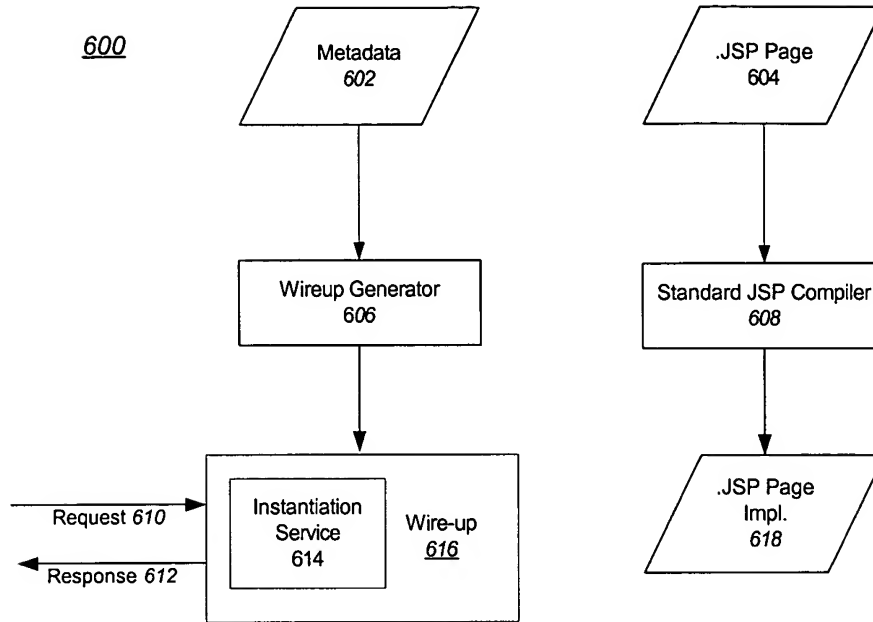 600
Metadata
602
.JSP Page
604
Wireup Generator
606
Standard JSP Compiler
608
Request 610
Response 612
Instantiation
Service
614
Wire-up
616
.JSP Page
Impl.
618